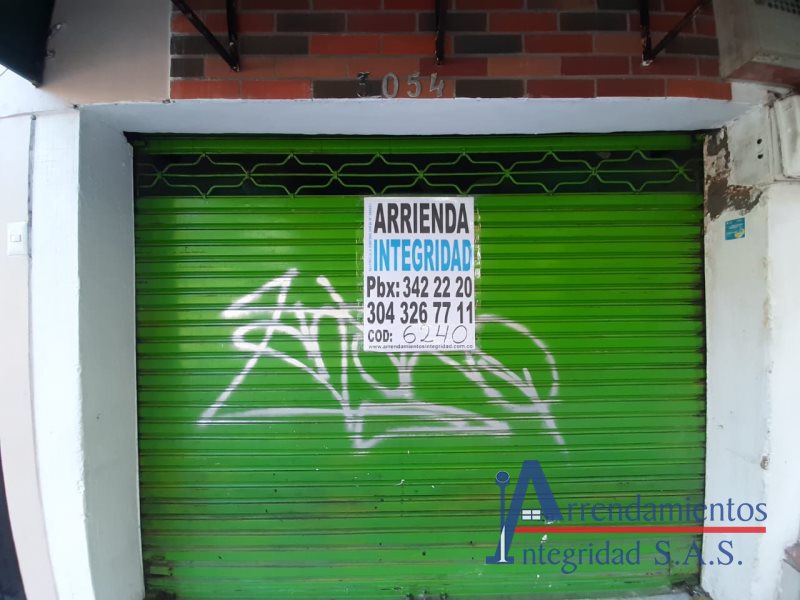 3054
ARRIENDA
INTEGRIDAD
Pbx: 342 22 20
304 326 77 11
COD: 6240
www.arrendamientosintegridad.com.co
Arrendamientos
Integridad S.A.S.